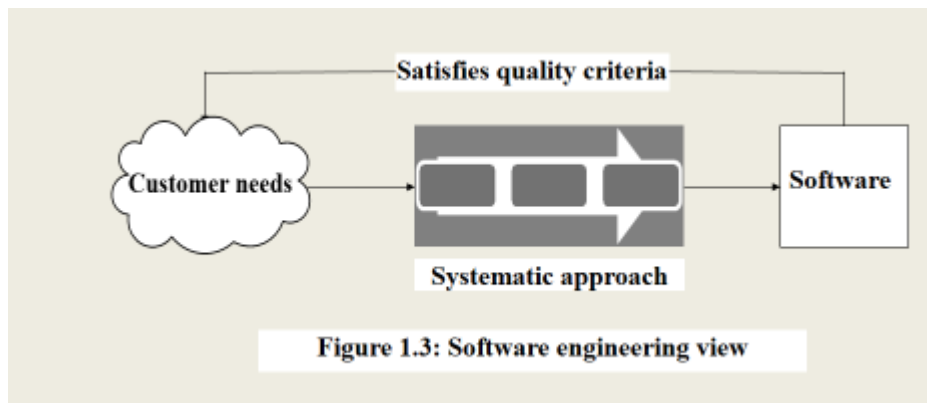 Satisfies quality criteria
Customer needs
Software
Systematic approach
Figure 1.3: Software engineering view